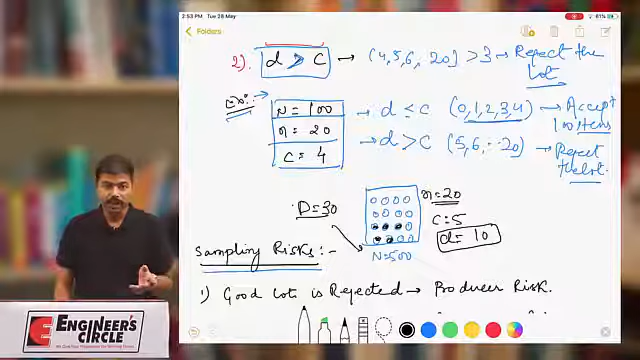 2:53 PM Tue 28 May
81%
Folders
2) d > c → (4,5,6, .. 20) > 3 → Reject the Lot
Ex:- → N = 100
n = 20
c = 4
→ d ≤ c (0,1,2,3,4) → Accept 100 items
→ d > c (5,6, -- 20) → Reject the lot.
D=30
n=20
c=5
d= 10
N=500
Sampling Risks:-
1) Good lots is Rejected → Producer Risk.
ENGINEER'S
CIRCLE